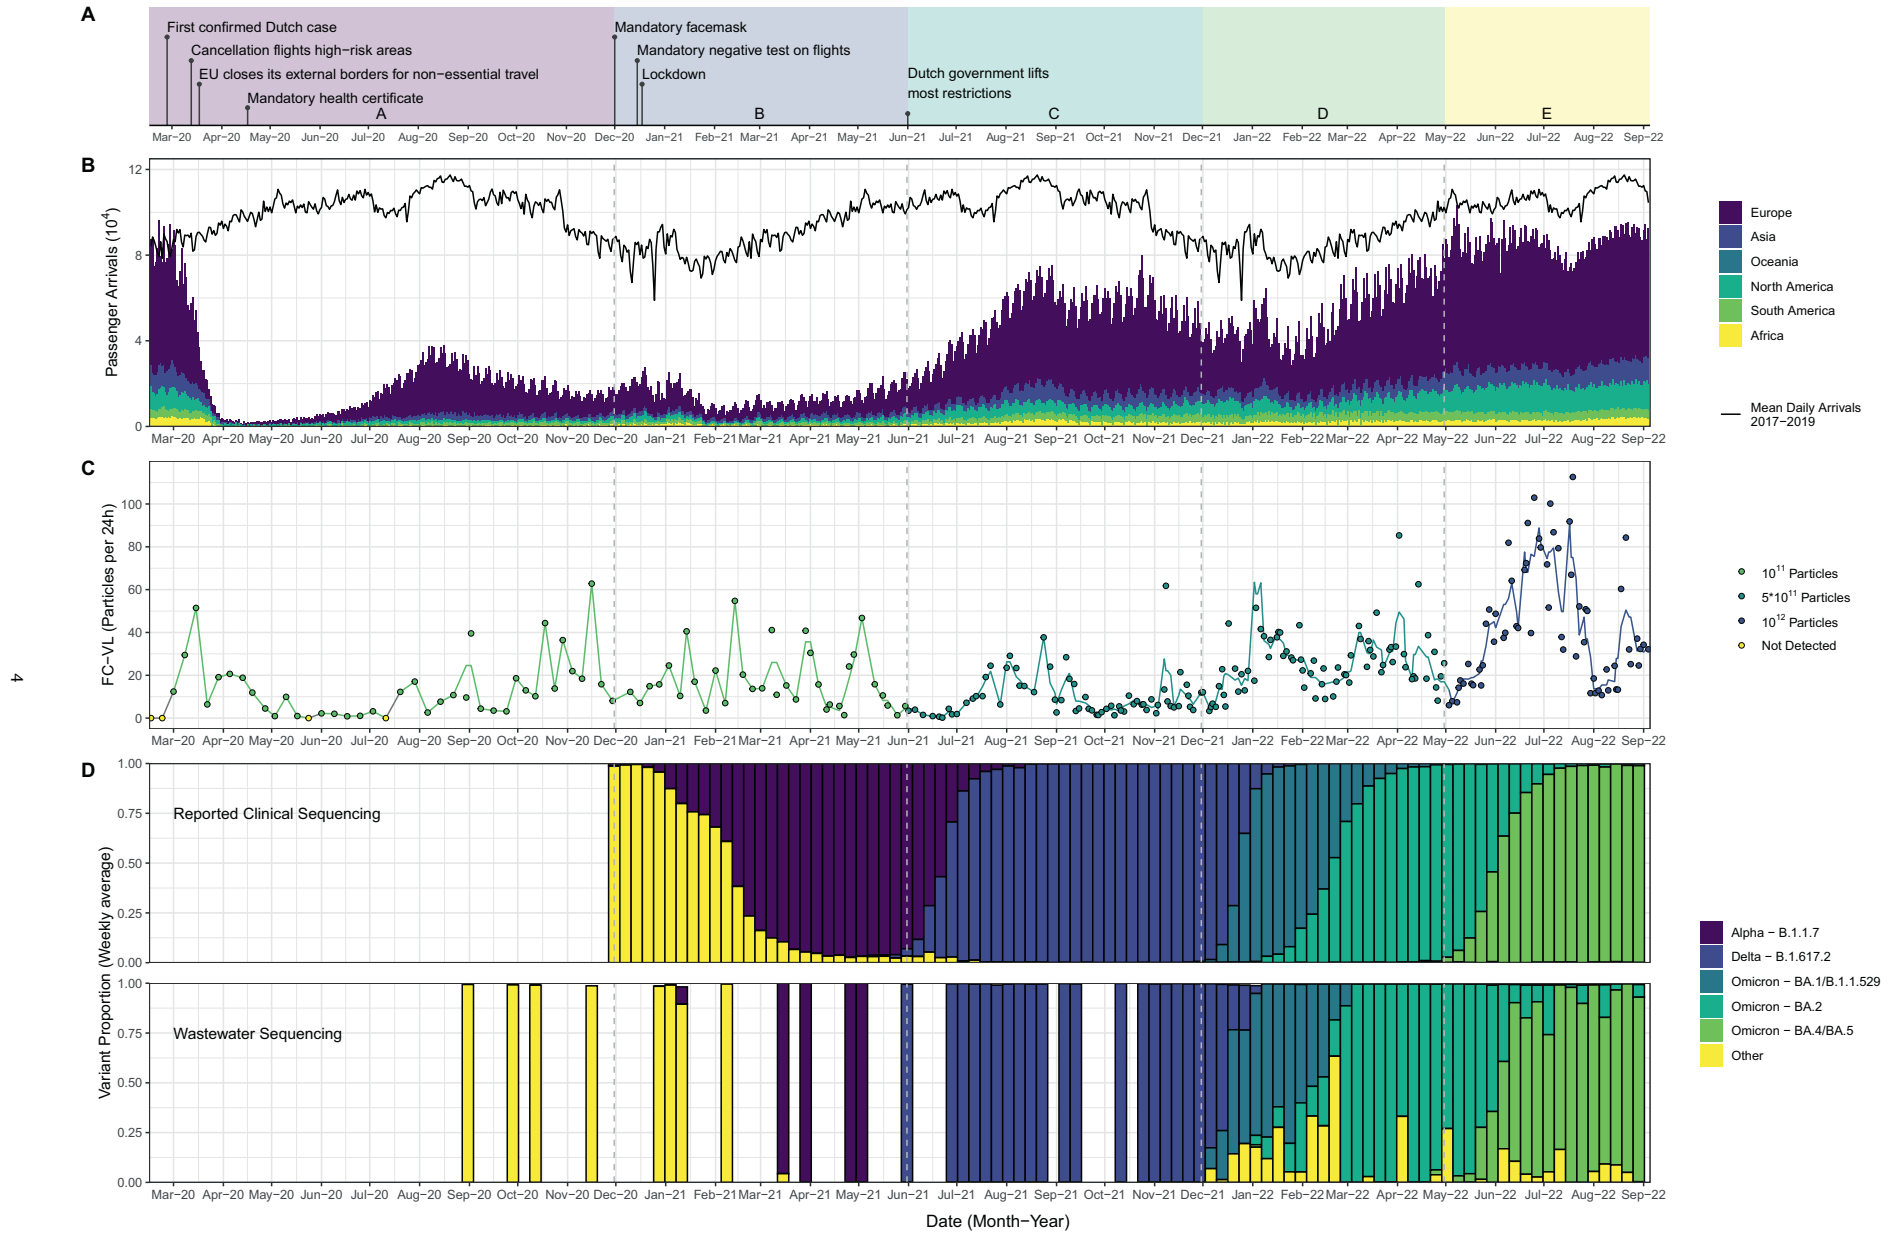 A
First confirmed Dutch case
Cancellation flights high−risk areas
EU closes its external borders for non−essential travel
Mandatory health certificate
Mandatory facemask
Mandatory negative test on flights
Lockdown
Dutch government lifts
most restrictions
A B C D E
Mar−20 Apr−20 May−20 Jun−20 Jul−20 Aug−20 Sep−20 Oct−20 Nov−20 Dec−20 Jan−21 Feb−21 Mar−21 Apr−21 May−21 Jun−21 Jul−21 Aug−21 Sep−21 Oct−21 Nov−21 Dec−21 Jan−22 Feb−22 Mar−22 Apr−22 May−22 Jun−22 Jul−22 Aug−22 Sep−22
B
Passenger Arrivals (10⁴)
12
8
4
0
Mar−20 Apr−20 May−20 Jun−20 Jul−20 Aug−20 Sep−20 Oct−20 Nov−20 Dec−20 Jan−21 Feb−21 Mar−21 Apr−21 May−21 Jun−21 Jul−21 Aug−21 Sep−21 Oct−21 Nov−21 Dec−21 Jan−22 Feb−22 Mar−22 Apr−22 May−22 Jun−22 Jul−22 Aug−22 Sep−22
Europe
Asia
Oceania
North America
South America
Africa
Mean Daily Arrivals
2017−2019
C
FC−VL (Particles per 24h)
100
80
60
40
20
0
Mar−20 Apr−20 May−20 Jun−20 Jul−20 Aug−20 Sep−20 Oct−20 Nov−20 Dec−20 Jan−21 Feb−21 Mar−21 Apr−21 May−21 Jun−21 Jul−21 Aug−21 Sep−21 Oct−21 Nov−21 Dec−21 Jan−22 Feb−22 Mar−22 Apr−22 May−22 Jun−22 Jul−22 Aug−22 Sep−22
10¹¹ Particles
5*10¹¹ Particles
10¹² Particles
Not Detected
4
D
Variant Proportion (Weekly average)
1.00
0.75
0.50
0.25
0.00
Reported Clinical Sequencing
1.00
0.75
0.50
0.25
0.00
Wastewater Sequencing
Mar−20 Apr−20 May−20 Jun−20 Jul−20 Aug−20 Sep−20 Oct−20 Nov−20 Dec−20 Jan−21 Feb−21 Mar−21 Apr−21 May−21 Jun−21 Jul−21 Aug−21 Sep−21 Oct−21 Nov−21 Dec−21 Jan−22 Feb−22 Mar−22 Apr−22 May−22 Jun−22 Jul−22 Aug−22 Sep−22
Date (Month−Year)
Alpha − B.1.1.7
Delta − B.1.617.2
Omicron − BA.1/B.1.1.529
Omicron − BA.2
Omicron − BA.4/BA.5
Other